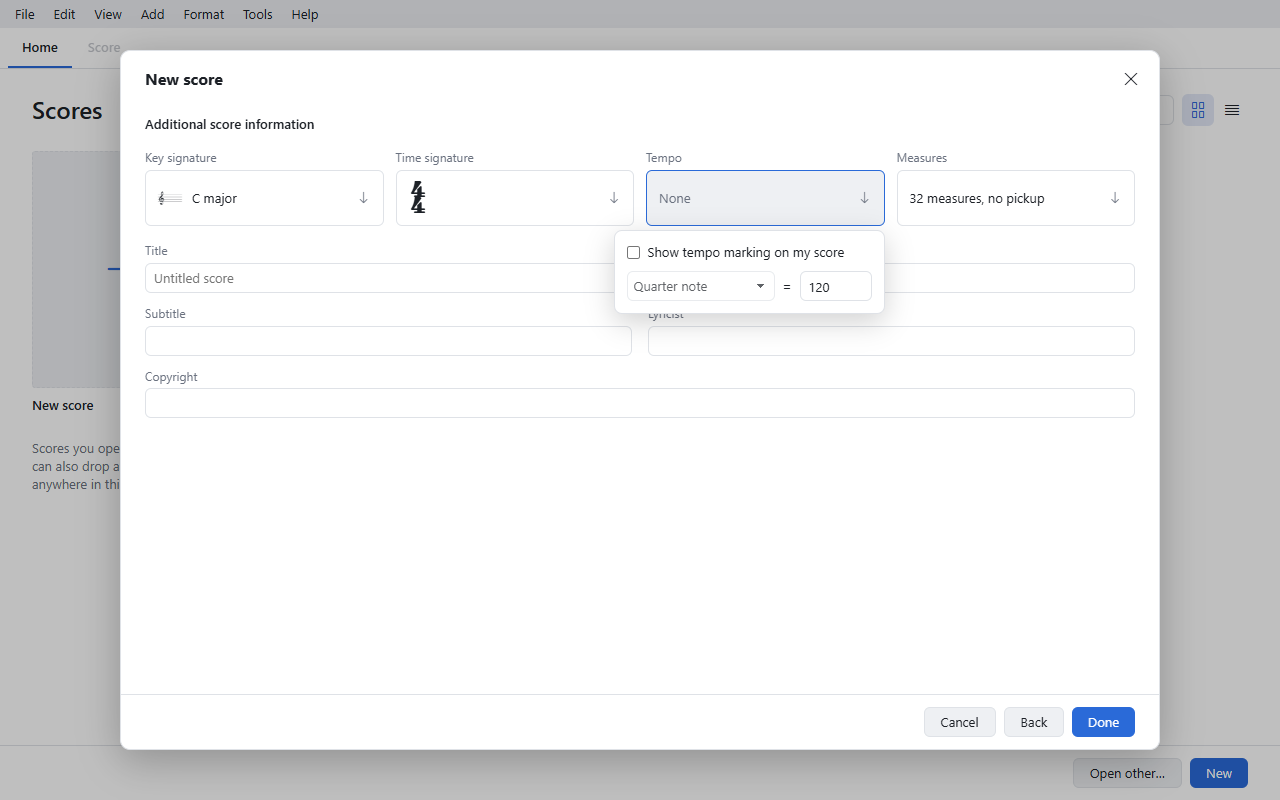 File Edit View Add Format Tools Help
Home Score
Scores
New score
Additional score information
Key signature Time signature Tempo Measures
C major 4/4 None 32 measures, no pickup
Show tempo marking on my score
Quarter note = 120
Title
Untitled score
Subtitle Lyricist
Copyright
New score
Scores you ope
can also drop a
anywhere in thi
Cancel Back Done
Open other... New